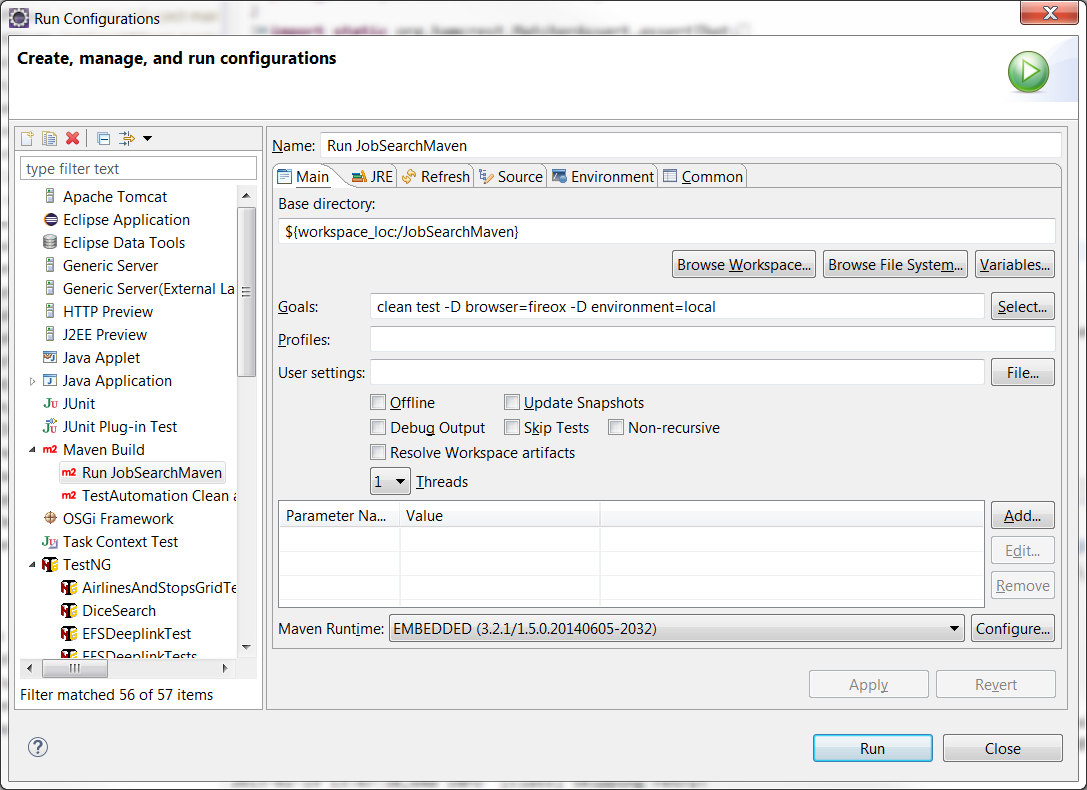 Run Configurations
Create, manage, and run configurations
type filter text
Apache Tomcat
Eclipse Application
Eclipse Data Tools
Generic Server
Generic Server(External La
HTTP Preview
J2EE Preview
Java Applet
Java Application
JUnit
JUnit Plug-in Test
Maven Build
Run JobSearchMaven
TestAutomation Clean a
OSGi Framework
Task Context Test
TestNG
AirlinesAndStopsGridTe
DiceSearch
EFSDeeplinkTest
EFSDeeplinkTests
Filter matched 56 of 57 items
Name: Run JobSearchMaven
Main JRE Refresh Source Environment Common
Base directory:
${workspace_loc:/JobSearchMaven}
Browse Workspace... Browse File System... Variables...
Goals: clean test -D browser=fireox -D environment=local Select...
Profiles:
User settings: File...
Offline Update Snapshots
Debug Output Skip Tests Non-recursive
Resolve Workspace artifacts
1 Threads
Parameter Na... Value Add...
Edit...
Remove
Maven Runtime: EMBEDDED (3.2.1/1.5.0.20140605-2032) Configure...
Apply Revert
Run Close